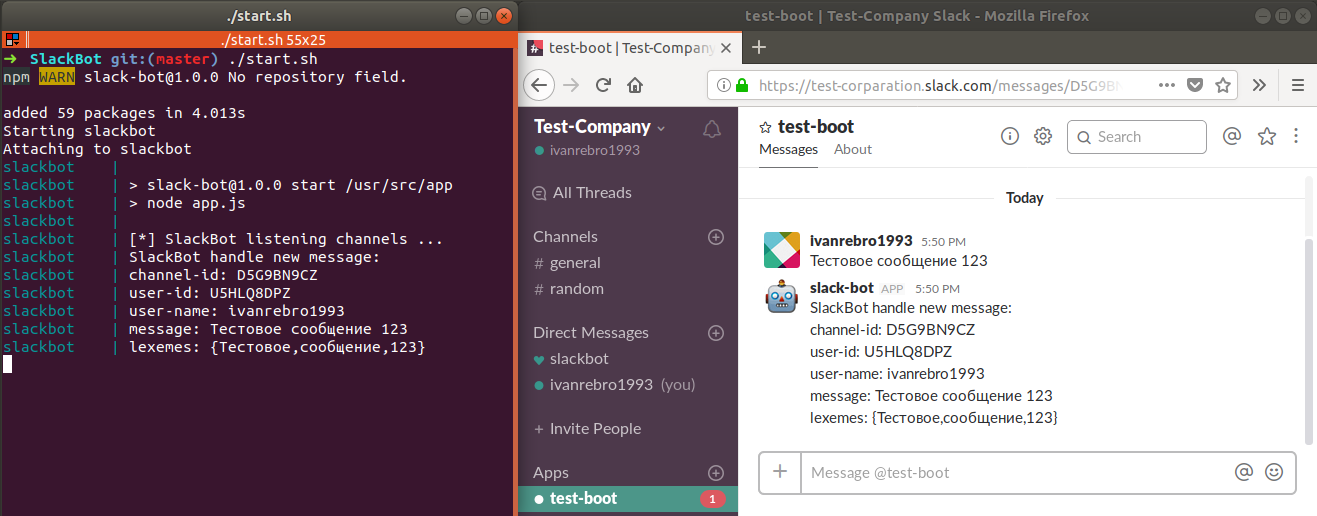 ./start.sh
./start.sh 55x25
➜ SlackBot git:(master) ./start.sh
npm WARN slack-bot@1.0.0 No repository field.
added 59 packages in 4.013s
Starting slackbot
Attaching to slackbot
slackbot |
slackbot | > slack-bot@1.0.0 start /usr/src/app
slackbot | > node app.js
slackbot |
slackbot | [*] SlackBot listening channels ...
slackbot | SlackBot handle new message:
slackbot | channel-id: D5G9BN9CZ
slackbot | user-id: U5HLQ8DPZ
slackbot | user-name: ivanrebro1993
slackbot | message: Тестовое сообщение 123
slackbot | lexemes: {Тестовое,сообщение,123}
test-boot | Test-Company Slack - Mozilla Firefox
test-boot | Test-Company
https://test-corparation.slack.com/messages/D5G9BN
Test-Company
ivanrebro1993
All Threads
Channels
# general
# random
Direct Messages
slackbot
ivanrebro1993 (you)
+ Invite People
Apps
test-boot 1
test-boot
Messages About
Search
Today
ivanrebro1993 5:50 PM
Тестовое сообщение 123
slack-bot APP 5:50 PM
SlackBot handle new message:
channel-id: D5G9BN9CZ
user-id: U5HLQ8DPZ
user-name: ivanrebro1993
message: Тестовое сообщение 123
lexemes: {Тестовое,сообщение,123}
Message @test-boot